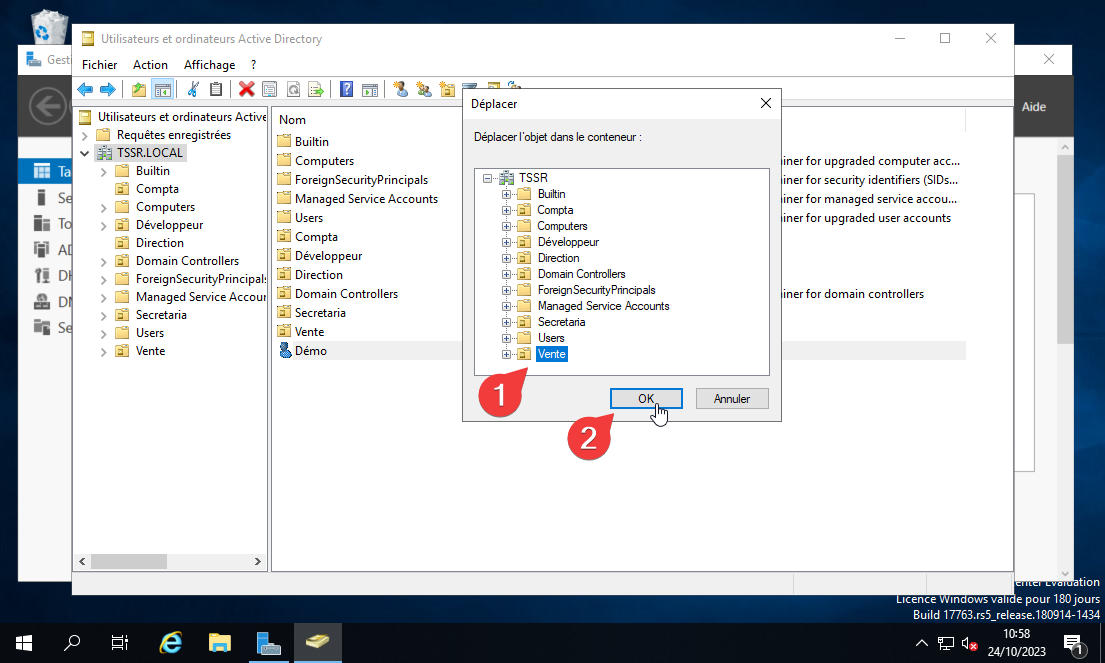 Utilisateurs et ordinateurs Active Directory
Gesti
Fichier Action Affichage ?
Aide
Utilisateurs et ordinateurs Active
Requêtes enregistrées
TSSR.LOCAL
Builtin
Compta
Computers
Développeur
Direction
Domain Controllers
ForeignSecurityPrincipals
Managed Service Accoun
Secretaria
Users
Vente
Nom
Builtin
Computers
ForeignSecurityPrincipals
Managed Service Accounts
Users
Compta
Développeur
Direction
Domain Controllers
Secretaria
Vente
Démo
iner for upgraded computer acc...
iner for security identifiers (SIDs...
iner for managed service accou...
iner for upgraded user accounts
iner for domain controllers
Déplacer
Déplacer l'objet dans le conteneur :
TSSR
Builtin
Compta
Computers
Développeur
Direction
Domain Controllers
ForeignSecurityPrincipals
Managed Service Accounts
Secretaria
Users
Vente
OK
Annuler
1
2
Ta
Se
To
AD
DH
DN
Se
enter Evaluation
Licence Windows valide pour 180 jours
Build 17763.rs5_release.180914-1434
10:58
24/10/2023
1